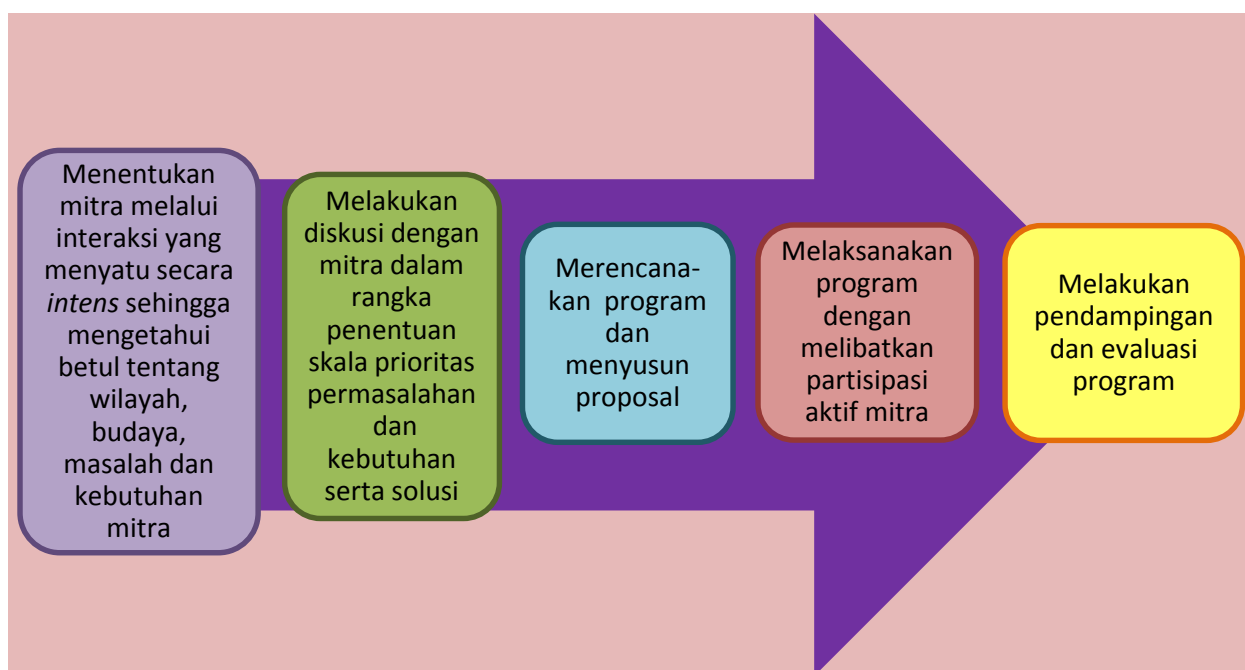 Menentukan
mitra melalui
interaksi yang
menyatu secara
intens sehingga
mengetahui
betul tentang
wilayah,
budaya,
masalah dan
kebutuhan
mitra
Melakukan
diskusi dengan
mitra dalam
rangka
penentuan
skala prioritas
permasalahan
dan
kebutuhan
serta solusi
Merencana-
kan program
dan
menyusun
proposal
Melaksanakan
program
dengan
melibatkan
partisipasi
aktif mitra
Melakukan
pendampingan
dan evaluasi
program